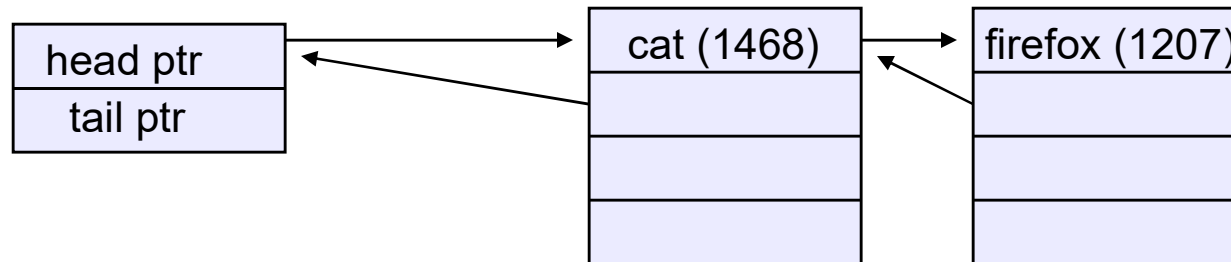 head ptr
tail ptr
cat (1468)
firefox (1207)